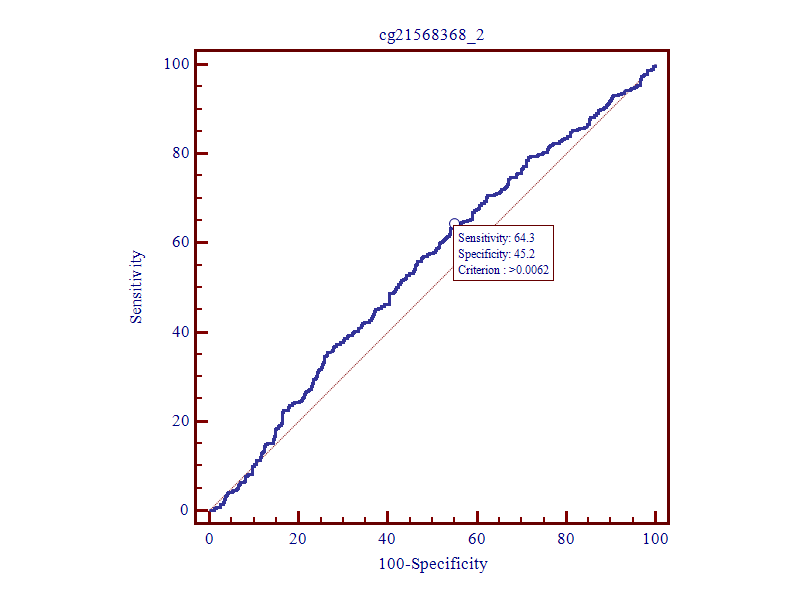 cg21568368_2
100
80
60
40
20
0
Sensitivity
Sensitivity: 64.3
Specificity: 45.2
Criterion : >0.0062
0 20 40 60 80 100
100-Specificity